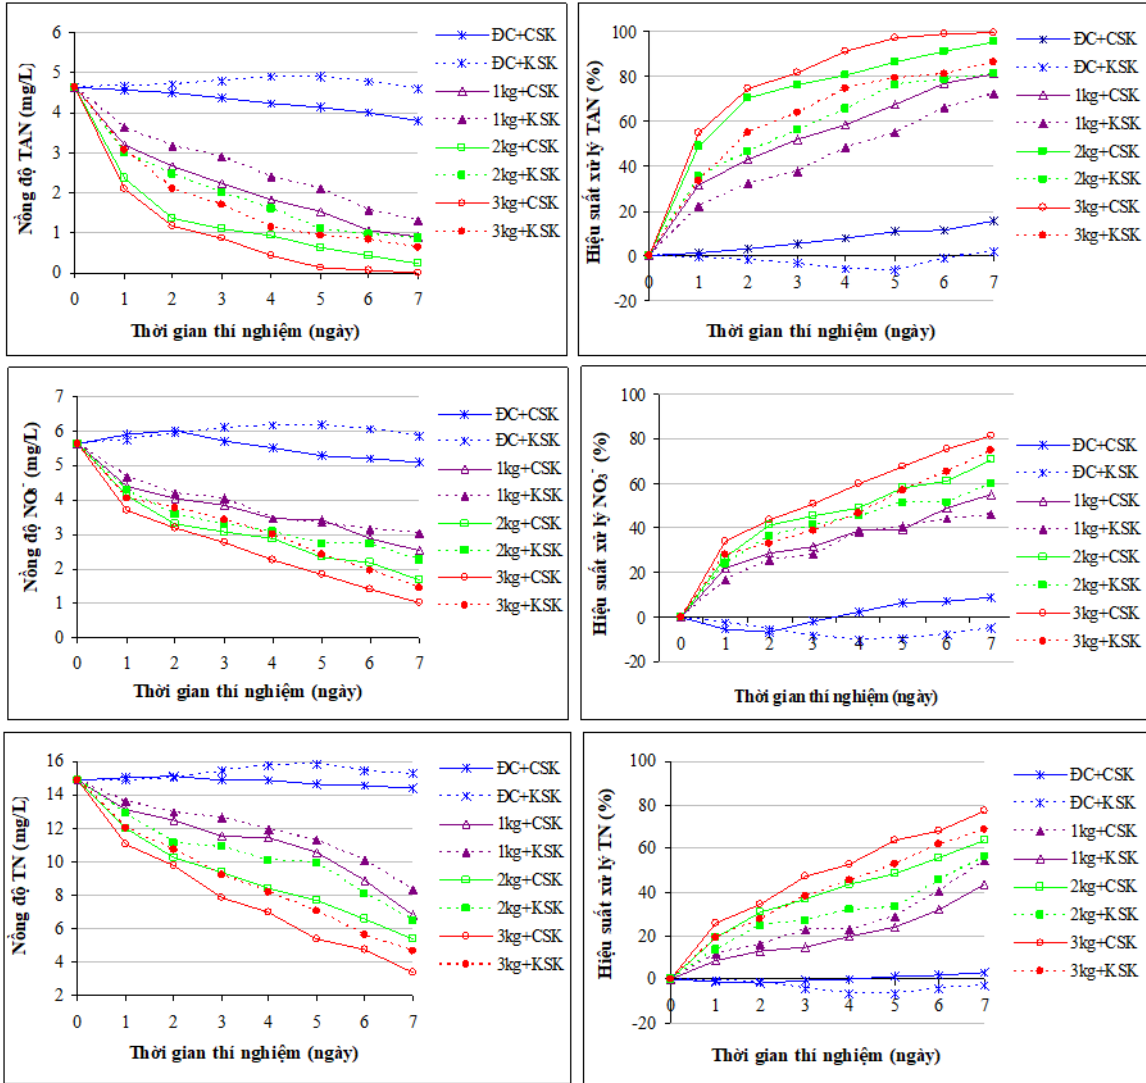 Nồng độ TAN (mg/L)
6
5
4
3
2
1
0
0 1 2 3 4 5 6 7
Thời gian thí nghiệm (ngày)
ĐC+CSK
ĐC+KSK
1kg+CSK
1kg+KSK
2kg+CSK
2kg+KSK
3kg+CSK
3kg+KSK
Hiệu suất xử lý TAN (%)
100
80
60
40
20
0
-20
0 1 2 3 4 5 6 7
Thời gian thí nghiệm (ngày)
ĐC+CSK
ĐC+KSK
1kg+CSK
1kg+KSK
2kg+CSK
2kg+KSK
3kg+CSK
3kg+KSK
Nồng độ NO₃⁻ (mg/L)
7
6
5
4
3
2
1
0
0 1 2 3 4 5 6 7
Thời gian thí nghiệm (ngày)
ĐC+CSK
ĐC+KSK
1kg+CSK
1kg+KSK
2kg+CSK
2kg+KSK
3kg+CSK
3kg+KSK
Hiệu suất xử lý NO₃⁻ (%)
100
80
60
40
20
0
-20
0 1 2 3 4 5 6 7
Thời gian thí nghiệm (ngày)
ĐC+CSK
ĐC+KSK
1kg+CSK
1kg+KSK
2kg+CSK
2kg+KSK
3kg+CSK
3kg+KSK
Nồng độ TN (mg/L)
16
14
12
10
8
6
4
2
0 1 2 3 4 5 6 7
Thời gian thí nghiệm (ngày)
ĐC+CSK
ĐC+KSK
1kg+CSK
1kg+KSK
2kg+CSK
2kg+KSK
3kg+CSK
3kg+KSK
Hiệu suất xử lý TN (%)
100
80
60
40
20
0
-20
0 1 2 3 4 5 6 7
Thời gian thí nghiệm (ngày)
ĐC+CSK
ĐC+KSK
1kg+CSK
1kg+KSK
2kg+CSK
2kg+KSK
3kg+CSK
3kg+KSK